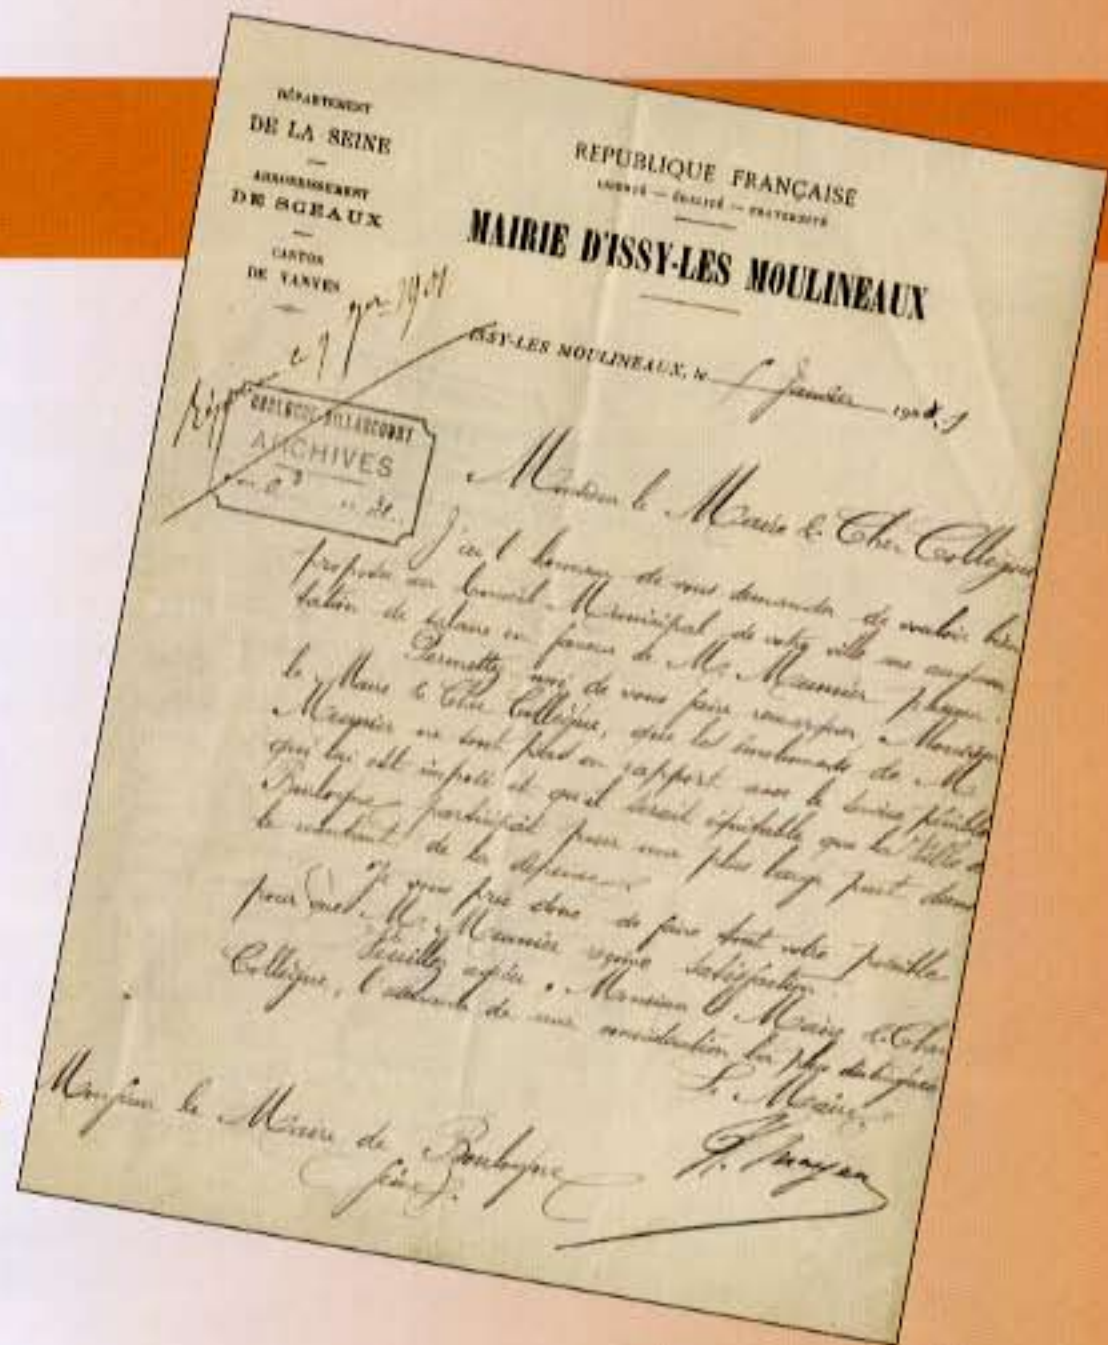 DÉPARTEMENT
DE LA SEINE
ARRONDISSEMENT
DE SCEAUX
CANTON
DE VANVES
RÉPUBLIQUE FRANÇAISE
LIBERTÉ — ÉGALITÉ — FRATERNITÉ
MAIRIE D'ISSY-LES MOULINEAUX
ISSY-LES MOULINEAUX, le Janvier 190
1901
BOULOGNE-BILLANCOURT
ARCHIVES
Monsieur le Maire & Cher Collègue
J'ai l'honneur de vous demander de vouloir bien
proposer au Conseil Municipal de votre ville une augmen
tation de salaire en faveur de M. Meunier
Permettez moi de vous faire remarquer, Monsieur
le Maire & Cher Collègue, que les émoluments de M.
Meunier ne sont pas en rapport avec le service pénible
qui lui est imposé et qu'il serait équitable que la Ville de
Boulogne participât pour une plus large part dans
le montant de la dépense.
Je vous prie donc de faire tout votre possible
pour que M. Meunier reçoive satisfaction.
Veuillez agréer, Monsieur le Maire & Cher
Collègue, l'assurance de ma considération la plus distinguée
Le Maire,
Monsieur le Maire de Boulogne